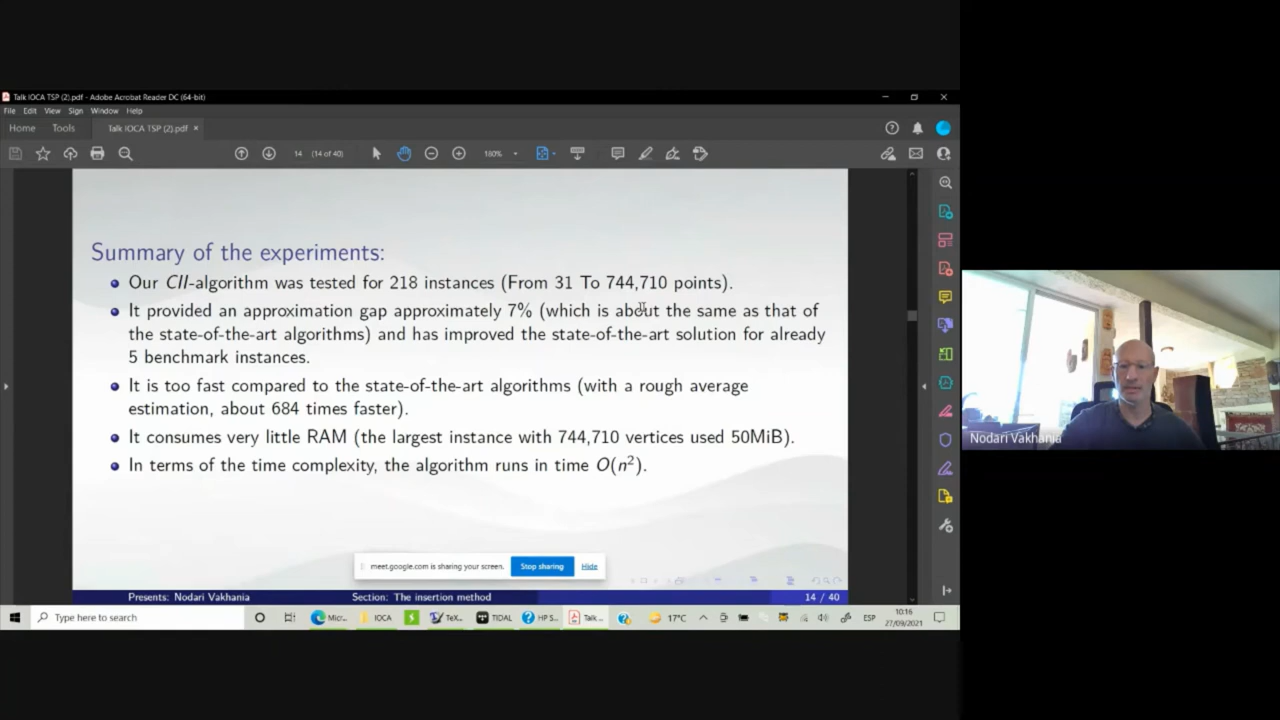 Talk IOCA TSP (2).pdf - Adobe Acrobat Reader DC (64-bit)
File Edit View Sign Window Help
Home Tools Talk IOCA TSP (2).pdf ×
14 (14 of 40) 160%
Summary of the experiments:
Our CII-algorithm was tested for 218 instances (From 31 To 744,710 points).
It provided an approximation gap approximately 7% (which is about the same as that of
the state-of-the-art algorithms) and has improved the state-of-the-art solution for already
5 benchmark instances.
It is too fast compared to the state-of-the-art algorithms (with a rough average
estimation, about 684 times faster).
It consumes very little RAM (the largest instance with 744,710 vertices used 50MiB).
In terms of the time complexity, the algorithm runs in time O(n²).
Nodari Vakhania
meet.google.com is sharing your screen. Stop sharing Hide
Presents: Nodari Vakhania Section: The insertion method 14 / 40
Type here to search Micr... IOCA TeX... TIDAL HP S... Talk... 17°C ESP 10:16
27/09/2021